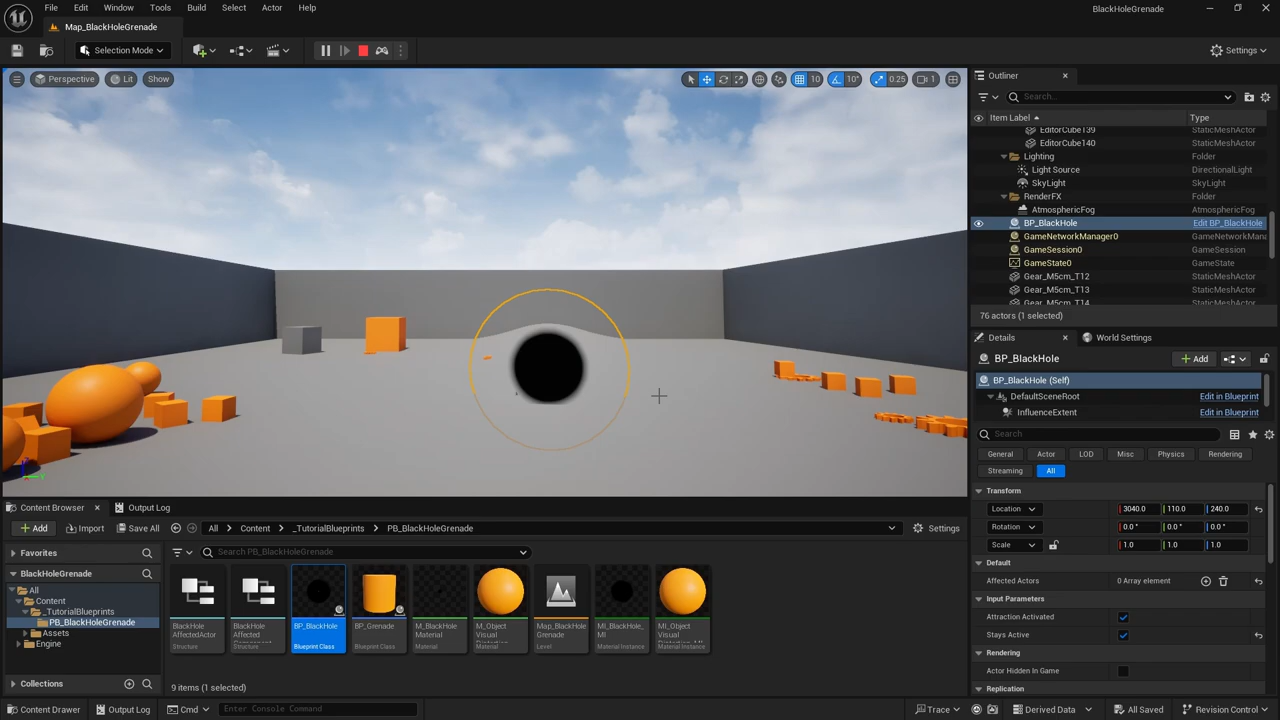 File Edit Window Tools Build Select Actor Help
BlackHoleGrenade
Map_BlackHoleGrenade
Selection Mode
Settings
Perspective Lit Show
10 10° 0.25 1
Outliner
Search...
Item Label Type
EditorCube139 StaticMeshActor
EditorCube140 StaticMeshActor
Lighting Folder
Light Source DirectionalLight
SkyLight SkyLight
RenderFX Folder
AtmosphericFog AtmosphericFog
BP_BlackHole Edit BP_BlackHole
GameNetworkManager0 GameNetworkMana
GameSession0 GameSession
GameState0 GameState
Gear_M5cm_T12 StaticMeshActor
Gear_M5cm_T13 StaticMeshActor
Gear_M5cm_T14 StaticMeshActor
76 actors (1 selected)
Details World Settings
BP_BlackHole Add
BP_BlackHole (Self)
DefaultSceneRoot Edit in Blueprint
InfluenceExtent Edit in Blueprint
Search
General Actor LOD Misc Physics Rendering
Streaming All
Transform
Location 3040.0 110.0 240.0
Rotation 0.0° 0.0° 0.0°
Scale 1.0 1.0 1.0
Default
Affected Actors 0 Array element
Input Parameters
Attraction Activated
Stays Active
Rendering
Actor Hidden In Game
Replication
Content Browser Output Log
Add Import Save All All Content _TutorialBlueprints PB_BlackHoleGrenade Settings
Favorites
BlackHoleGrenade
All
Content
_TutorialBlueprints
PB_BlackHoleGrenade
Assets
Engine
Collections
Search PB_BlackHoleGrenade
BlackHole
AffectedActor
Structure
BlackHole
Affected
Structure
BP_BlackHole
Blueprint Class
BP_Grenade
Blueprint Class
M_BlackHole
Material
Material
M_Object
Visual
Material
Map_BlackHole
Grenade
Level
MI_BlackHole_
MI
Material Instance
MI_Object
Visual
Material Instance
9 items (1 selected)
Content Drawer Output Log Cmd Enter Console Command Trace Derived Data All Saved Revision Control